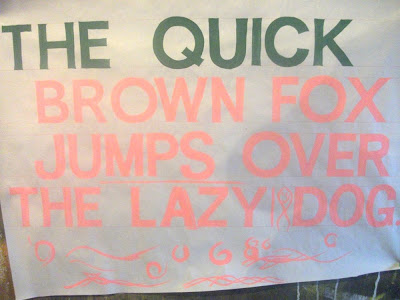 THE QUICK
BROWN FOX
JUMPS OVER
THE LAZY DOG.